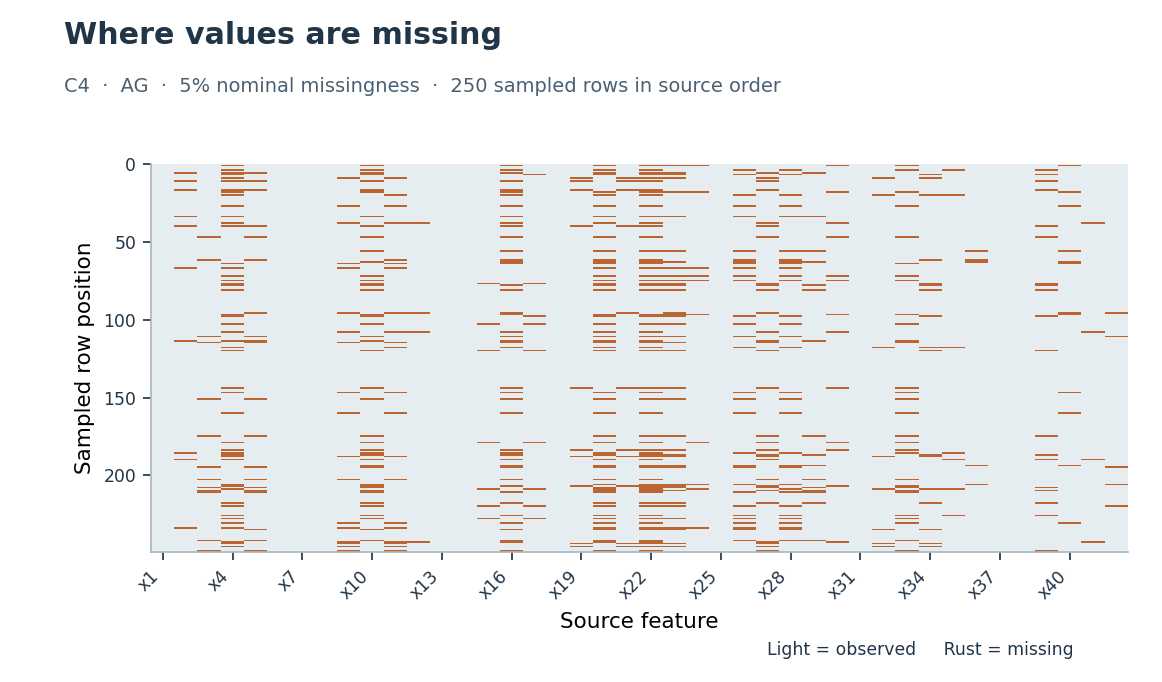 Where values are missing
C4 · AG · 5% nominal missingness · 250 sampled rows in source order
0
50
100
150
200
Sampled row position
x1 x4 x7 x10 x13 x16 x19 x22 x25 x28 x31 x34 x37 x40
Source feature
Light = observed Rust = missing